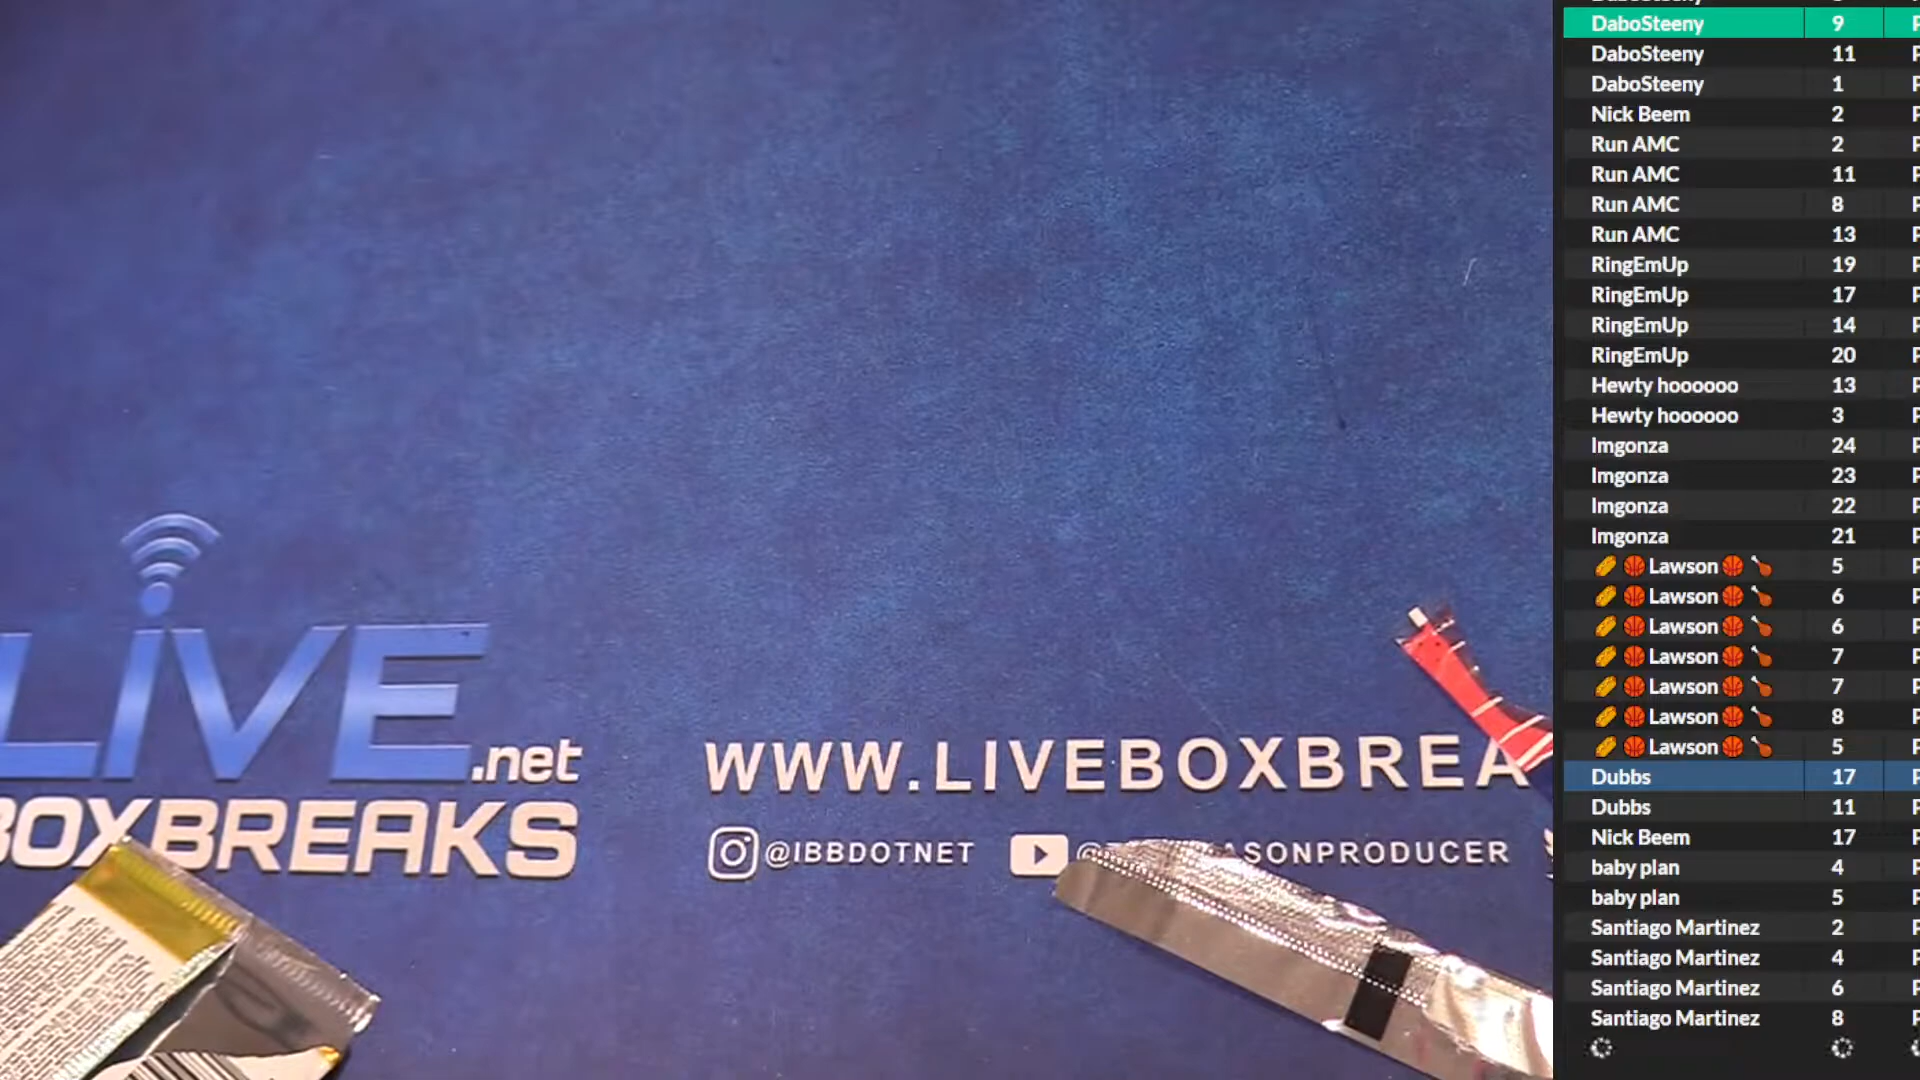 LIVE
.net
BOXBREAKS
WWW.LIVEBOXBREA
@IBBDOTNET
ASONPRODUCER
DaboSteeny 9
DaboSteeny 11
DaboSteeny 1
Nick Beem 2
Run AMC 2
Run AMC 11
Run AMC 8
Run AMC 13
RingEmUp 19
RingEmUp 17
RingEmUp 14
RingEmUp 20
Hewty hoooooo 13
Hewty hoooooo 3
Imgonza 24
Imgonza 23
Imgonza 22
Imgonza 21
🌭 🏀 Lawson 🏀 🍗 5
🌭 🏀 Lawson 🏀 🍗 6
🌭 🏀 Lawson 🏀 🍗 6
🌭 🏀 Lawson 🏀 🍗 7
🌭 🏀 Lawson 🏀 🍗 7
🌭 🏀 Lawson 🏀 🍗 8
🌭 🏀 Lawson 🏀 🍗 5
Dubbs 17
Dubbs 11
Nick Beem 17
baby plan 4
baby plan 5
Santiago Martinez 2
Santiago Martinez 4
Santiago Martinez 6
Santiago Martinez 8